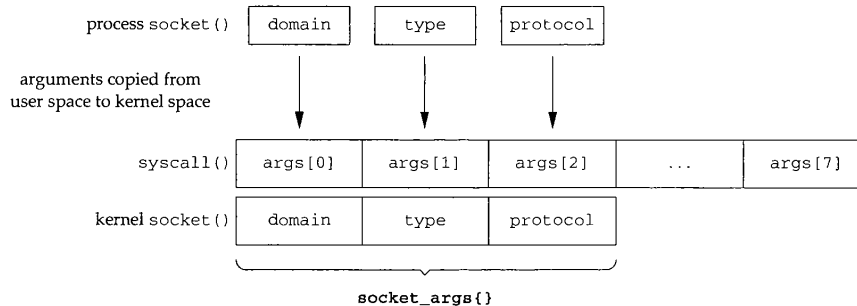 process socket()
domain
type
protocol
arguments copied from
user space to kernel space
syscall()
args[0]
args[1]
args[2]
...
args[7]
kernel socket()
domain
type
protocol
socket_args{}